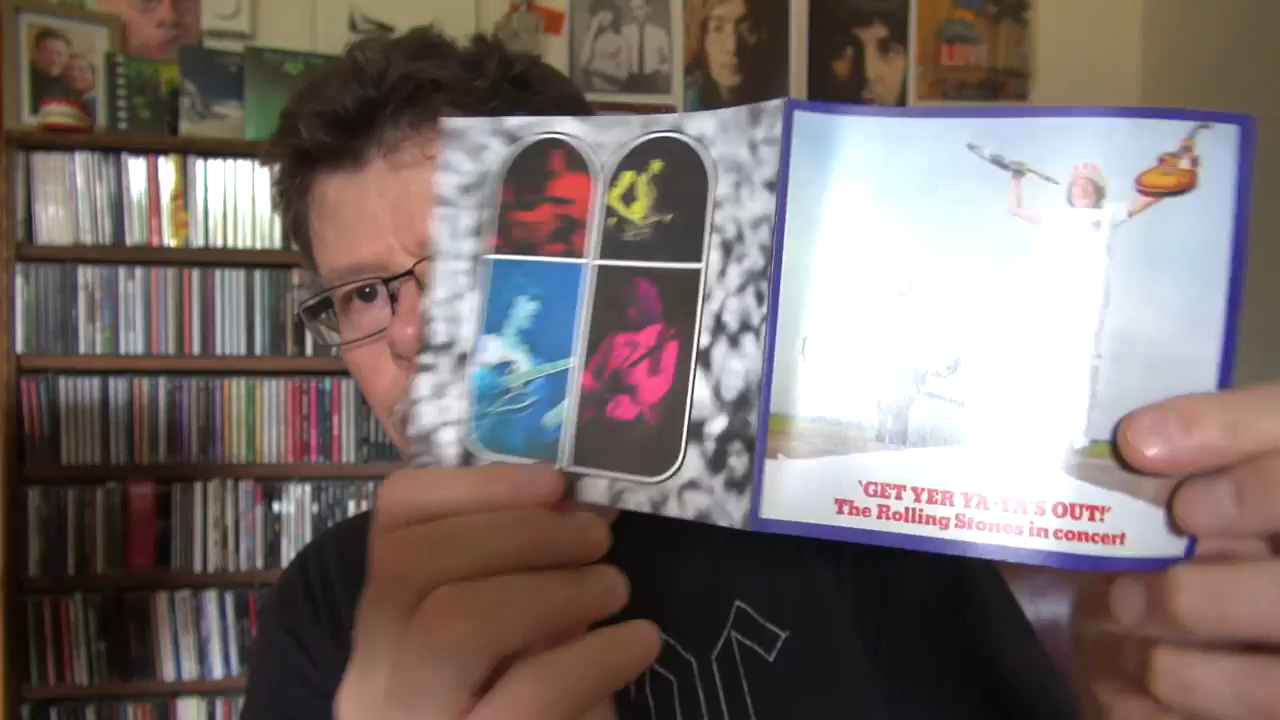 'GET YER YA-YA'S OUT!'
The Rolling Stones in concert